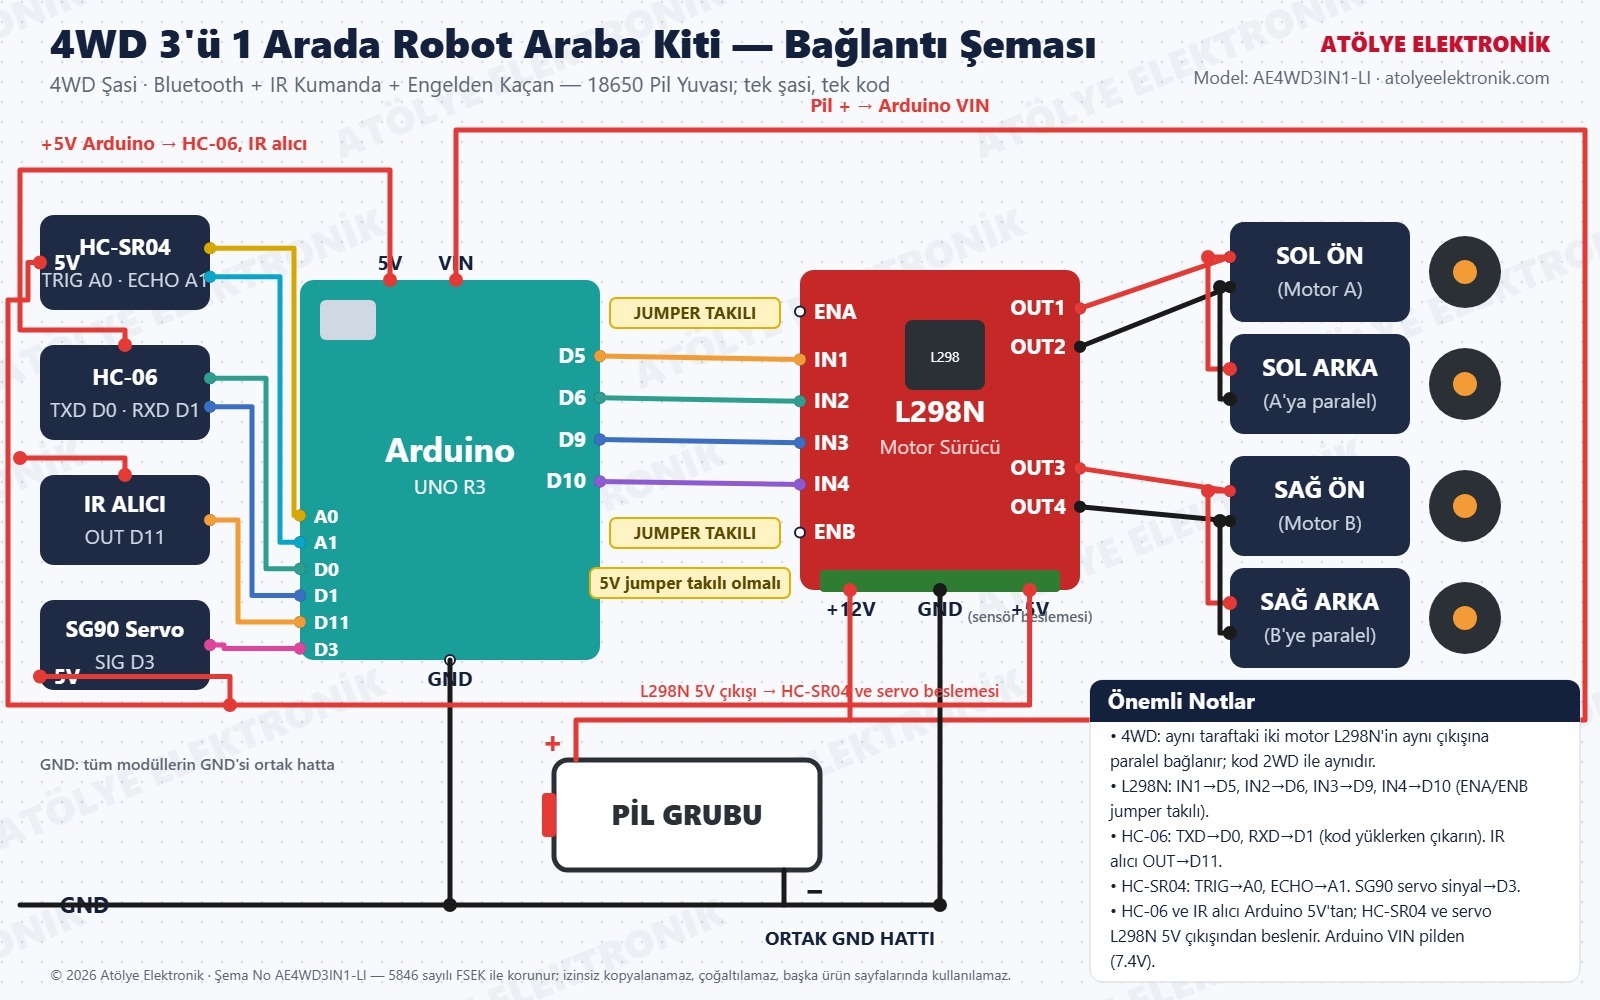 4WD 3'ü 1 Arada Robot Araba Kiti — Bağlantı Şeması
ATÖLYE ELEKTRONİK
4WD Şasi · Bluetooth + IR Kumanda + Engelden Kaçan — 18650 Pil Yuvası; tek şasi, tek kod
Model: AE4WD3IN1-LI · atolyeelektronik.com
Pil + → Arduino VIN
+5V Arduino → HC-06, IR alıcı
HC-SR04
5V
TRIG A0 · ECHO A1
HC-06
TXD D0 · RXD D1
IR ALICI
OUT D11
SG90 Servo
SIG D3
5V
5V
VIN
Arduino
UNO R3
D5
D6
D9
D10
A0
A1
D0
D1
D11
D3
GND
JUMPER TAKILI
JUMPER TAKILI
5V jumper takılı olmalı
ENA
IN1
IN2
IN3
IN4
ENB
L298
L298N
Motor Sürücü
OUT1
OUT2
OUT3
OUT4
+12V
GND
+5V
(sensör beslemesi)
SOL ÖN
(Motor A)
SOL ARKA
(A'ya paralel)
SAĞ ÖN
(Motor B)
SAĞ ARKA
(B'ye paralel)
L298N 5V çıkışı → HC-SR04 ve servo beslemesi
GND: tüm modüllerin GND'si ortak hatta
+
PİL GRUBU
−
GND
ORTAK GND HATTI
Önemli Notlar
• 4WD: aynı taraftaki iki motor L298N'in aynı çıkışına
paralel bağlanır; kod 2WD ile aynıdır.
• L298N: IN1→D5, IN2→D6, IN3→D9, IN4→D10 (ENA/ENB
jumper takılı).
• HC-06: TXD→D0, RXD→D1 (kod yüklerken çıkarın). IR
alıcı OUT→D11.
• HC-SR04: TRIG→A0, ECHO→A1. SG90 servo sinyal→D3.
• HC-06 ve IR alıcı Arduino 5V'tan; HC-SR04 ve servo
L298N 5V çıkışından beslenir. Arduino VIN pilden
(7.4V).
© 2026 Atölye Elektronik · Şema No AE4WD3IN1-LI — 5846 sayılı FSEK ile korunur; izinsiz kopyalanamaz, çoğaltılamaz, başka ürün sayfalarında kullanılamaz.